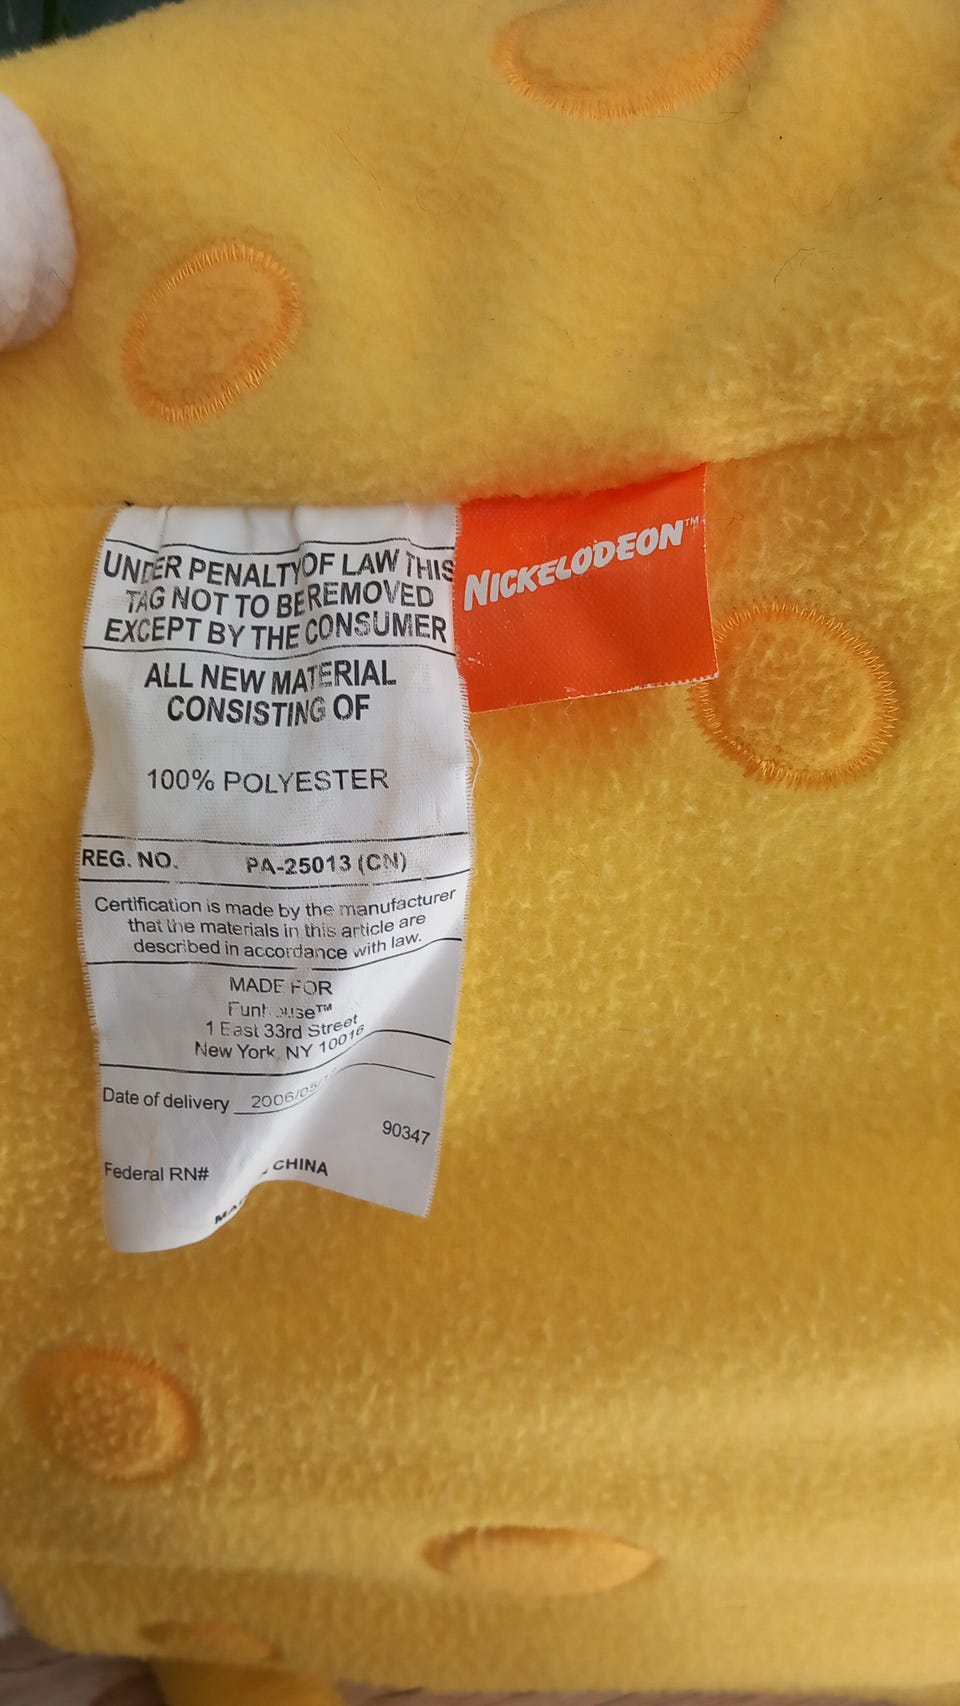 UNDER PENALTY OF LAW THIS
TAG NOT TO BE REMOVED
EXCEPT BY THE CONSUMER
ALL NEW MATERIAL
CONSISTING OF
100% POLYESTER
REG. NO. PA-25013 (CN)
Certification is made by the manufacturer
that the materials in this article are
described in accordance with law.
MADE FOR
Funhouse™
1 East 33rd Street
New York, NY 10016
Date of delivery
90347
Federal RN#
CHINA
NICKELODEON™